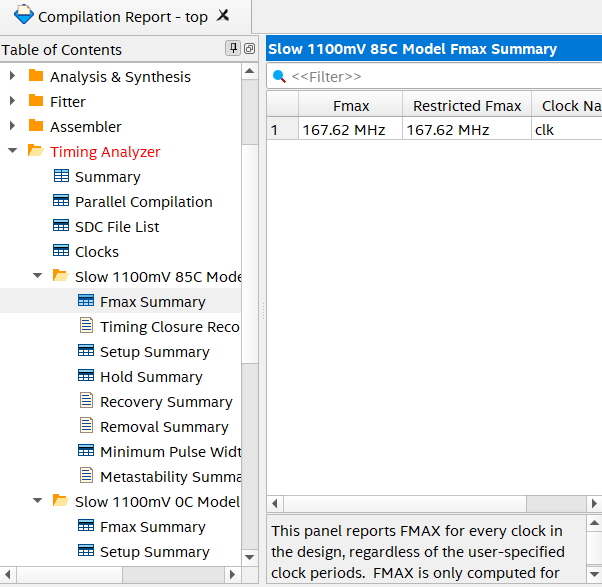 Compilation Report - top
Table of Contents
Analysis & Synthesis
Fitter
Assembler
Timing Analyzer
Summary
Parallel Compilation
SDC File List
Clocks
Slow 1100mV 85C Mode
Fmax Summary
Timing Closure Reco
Setup Summary
Hold Summary
Recovery Summary
Removal Summary
Minimum Pulse Widt
Metastability Summa
Slow 1100mV 0C Model
Fmax Summary
Setup Summary
Slow 1100mV 85C Model Fmax Summary
<<Filter>>
Fmax Restricted Fmax Clock Na
1 167.62 MHz 167.62 MHz clk
This panel reports FMAX for every clock in
the design, regardless of the user-specified
clock periods. FMAX is only computed for